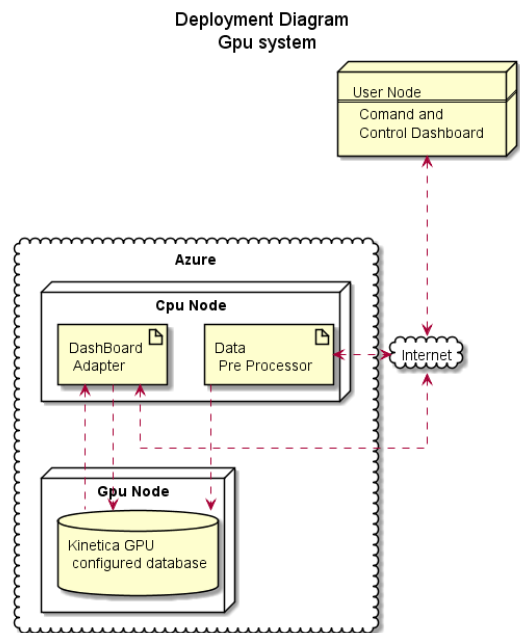 Deployment Diagram
Gpu system
User Node
Comand and
Control Dashboard
Azure
Cpu Node
DashBoard
Adapter
Data
Pre Processor
Internet
Gpu Node
Kinetica GPU
configured database